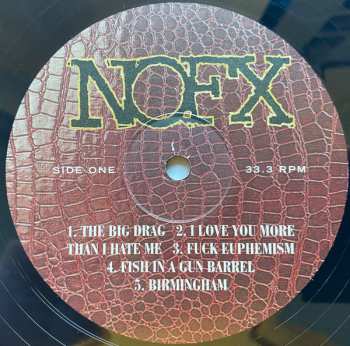 NOFX
SIDE ONE 33.3 RPM
1. THE BIG DRAG 2. I LOVE YOU MORE
THAN I HATE ME 3. FUCK EUPHEMISM
4. FISH IN A GUN BARREL
5. BIRMINGHAM